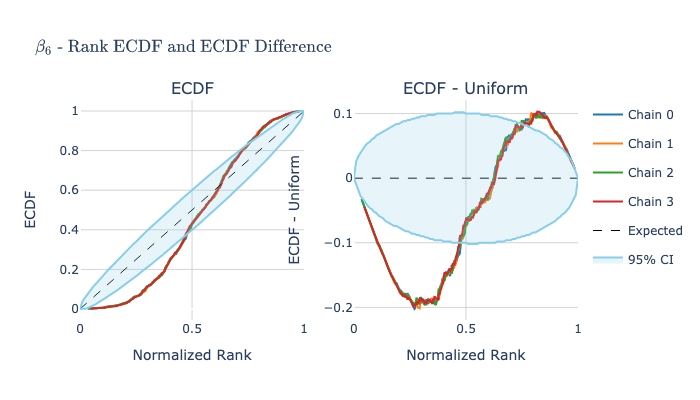 β₆ - Rank ECDF and ECDF Difference
ECDF
ECDF
1
0.8
0.6
0.4
0.2
0
0
0.5
1
Normalized Rank
ECDF - Uniform
ECDF - Uniform
0.1
0
−0.1
−0.2
0
0.5
1
Normalized Rank
Chain 0
Chain 1
Chain 2
Chain 3
Expected
95% CI